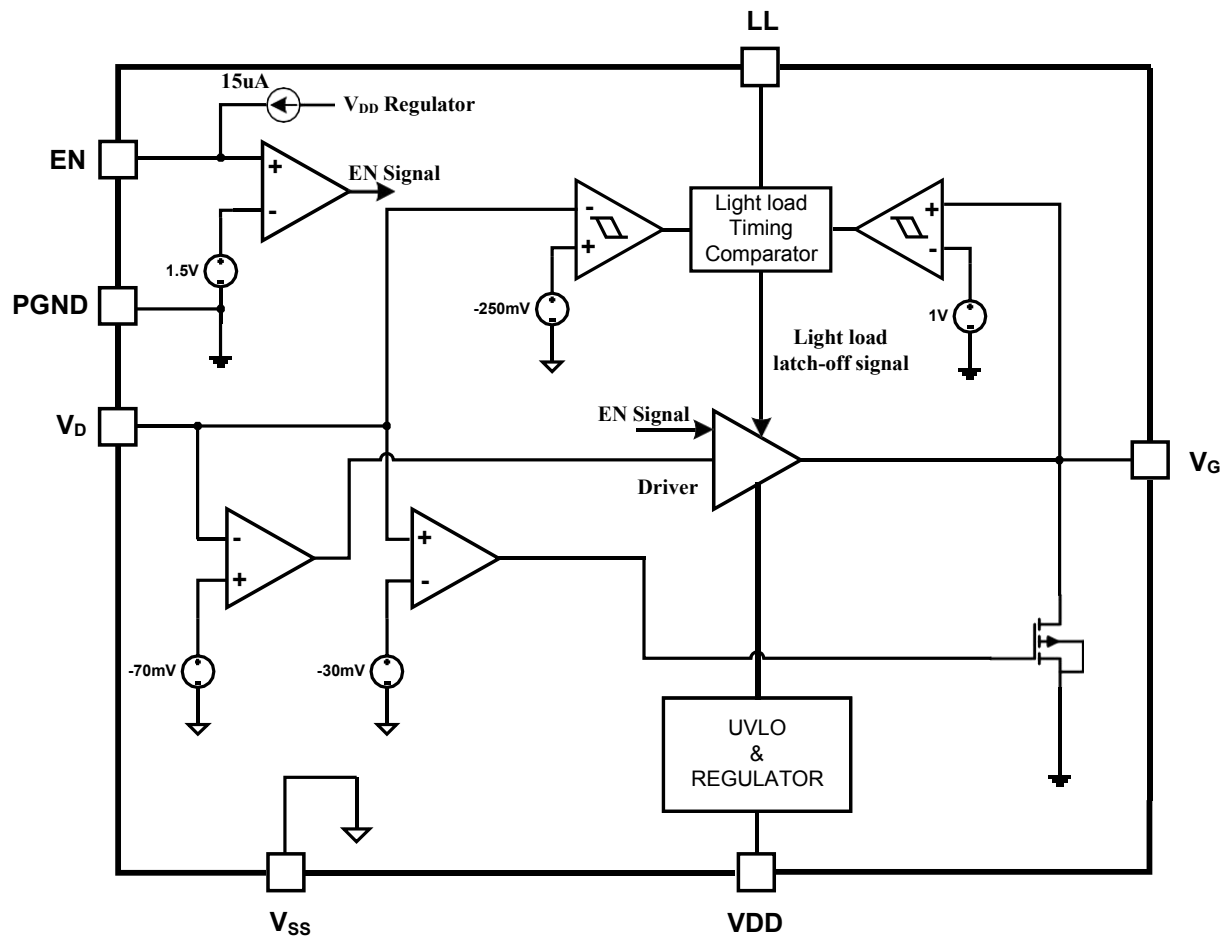 LL
15uA
VDD Regulator
EN
+
EN Signal
-
1.5V
PGND
-
+
-250mV
Light load
Timing
Comparator
+
-
1V
Light load
latch-off signal
VD
EN Signal
Driver
VG
-
+
-70mV
+
-
-30mV
UVLO
&
REGULATOR
VSS
VDD